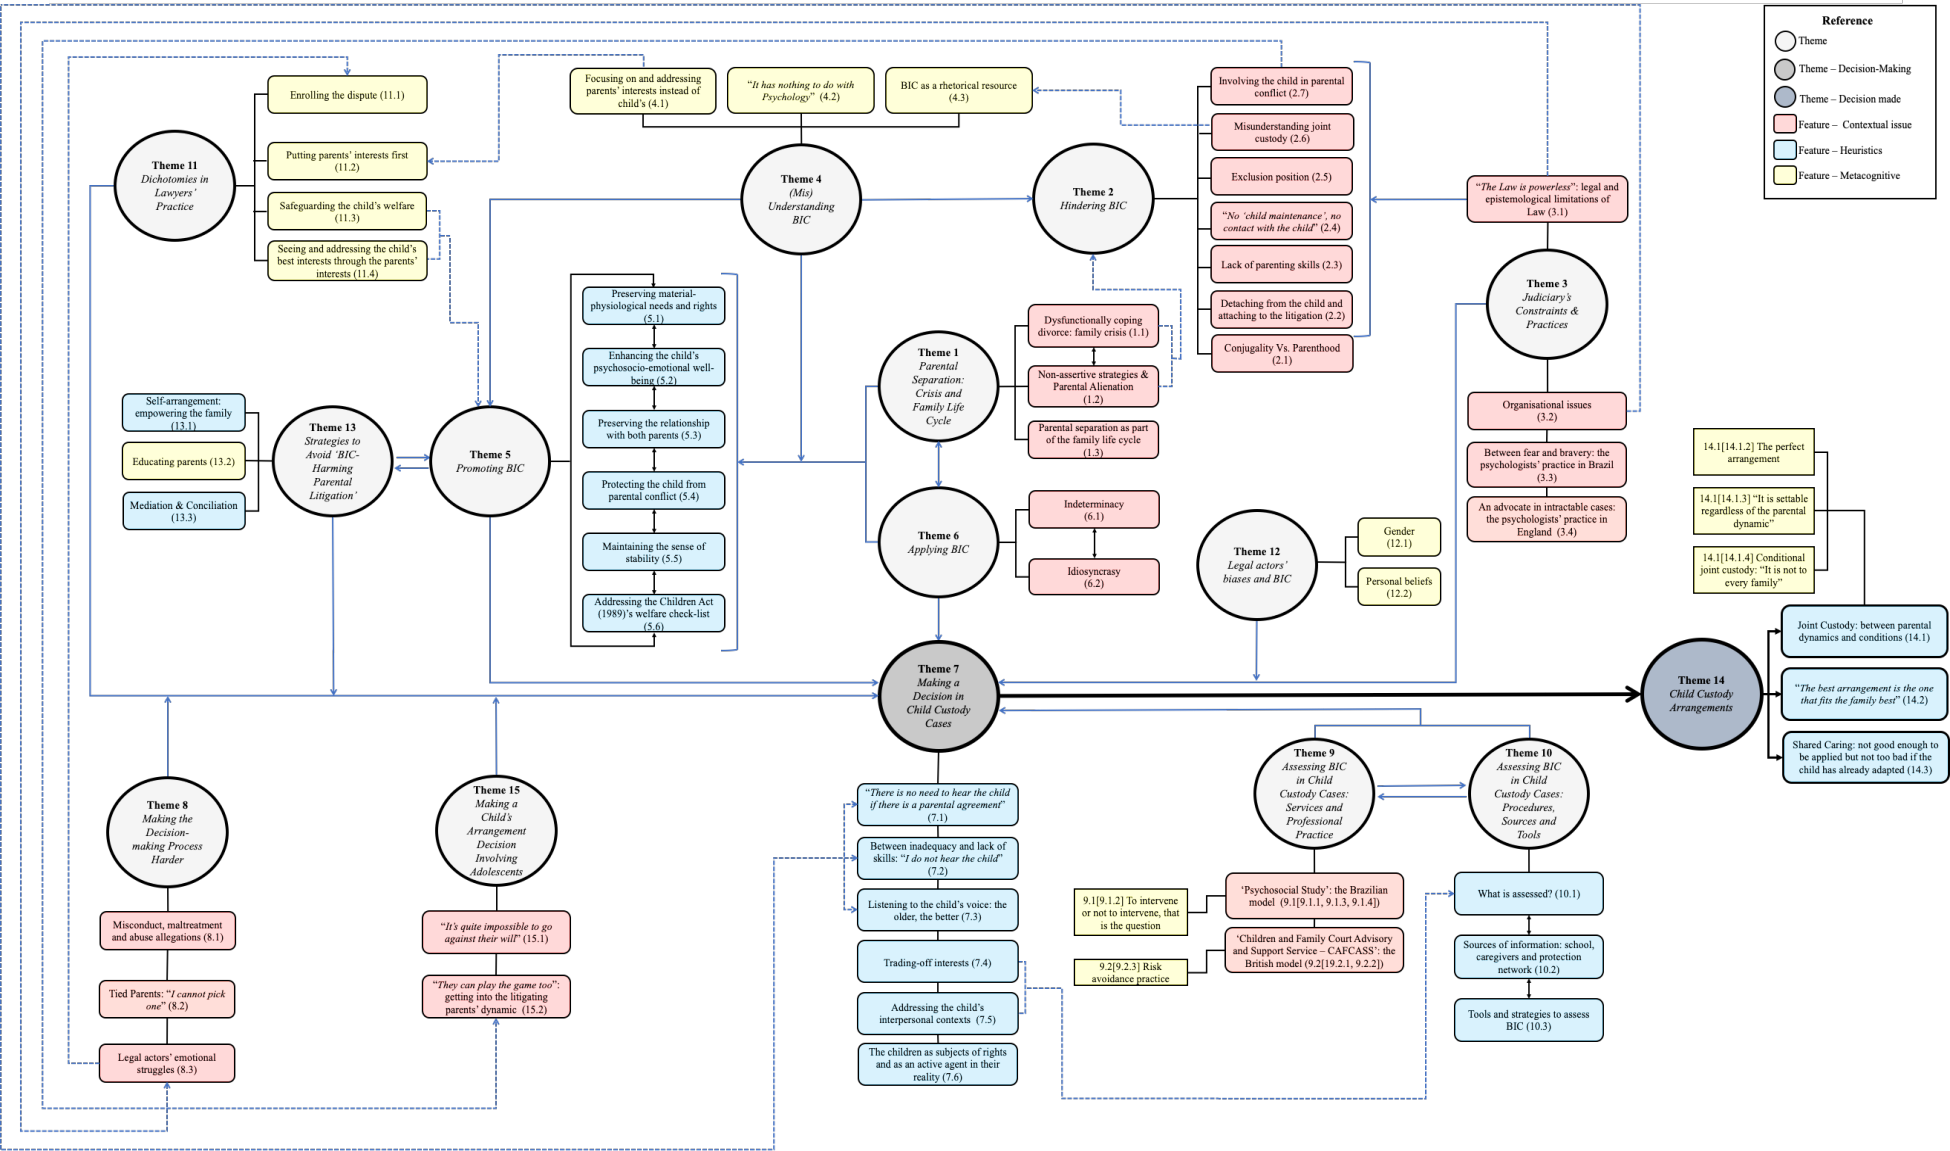 Reference
Theme
Theme – Decision-Making
Theme – Decision made
Feature – Contextual issue
Feature – Heuristics
Feature – Metacognitive
Theme 11
Dichotomies in
Lawyers'
Practice
Enrolling the dispute (11.1)
Putting parents' interests first
(11.2)
Safeguarding the child's welfare
(11.3)
Seeing and addressing the child's
best interests through the parents'
interests (11.4)
Focusing on and addressing
parents' interests instead of
child's (4.1)
"It has nothing to do with
Psychology" (4.2)
BIC as a rhetorical resource
(4.3)
Theme 4
(Mis)
Understanding
BIC
Theme 2
Hindering BIC
Involving the child in parental
conflict (2.7)
Misunderstanding joint
custody (2.6)
Exclusion position (2.5)
"No 'child maintenance', no
contact with the child" (2.4)
Lack of parenting skills (2.3)
Detaching from the child and
attaching to the litigation (2.2)
Conjugality Vs. Parenthood
(2.1)
"The Law is powerless": legal and
epistemological limitations of
Law (3.1)
Theme 3
Judiciary's
Constraints &
Practices
Organisational issues
(3.2)
Between fear and bravery: the
psychologists' practice in Brazil
(3.3)
An advocate in intractable cases:
the psychologists' practice in
England (3.4)
Self-arrangement:
empowering the family
(13.1)
Educating parents (13.2)
Mediation & Conciliation
(13.3)
Theme 13
Strategies to
Avoid 'BIC-
Harming
Parental
Litigation'
Theme 5
Promoting BIC
Preserving material-
physiological needs and rights
(5.1)
Enhancing the child's
psychosocio-emotional well-
being (5.2)
Preserving the relationship
with both parents (5.3)
Protecting the child from
parental conflict (5.4)
Maintaining the sense of
stability (5.5)
Addressing the Children Act
(1989)'s welfare check-list
(5.6)
Theme 1
Parental
Separation:
Crisis and
Family Life
Cycle
Dysfunctionally coping
divorce: family crisis (1.1)
Non-assertive strategies &
Parental Alienation
(1.2)
Parental separation as part
of the family life cycle
(1.3)
Theme 6
Applying BIC
Indeterminacy
(6.1)
Idiosyncrasy
(6.2)
Theme 12
Legal actors'
biases and BIC
Gender
(12.1)
Personal beliefs
(12.2)
14.1[14.1.2] The perfect
arrangement
14.1[14.1.3] "It is settable
regardless of the parental
dynamic"
14.1[14.1.4] Conditional
joint custody: "It is not to
every family"
Theme 7
Making a
Decision in
Child Custody
Cases
Theme 14
Child Custody
Arrangements
Joint Custody: between parental
dynamics and conditions (14.1)
"The best arrangement is the one
that fits the family best" (14.2)
Shared Caring: not good enough to
be applied but not too bad if the
child has already adapted (14.3)
Theme 8
Making the
Decision-
making Process
Harder
Misconduct, maltreatment
and abuse allegations (8.1)
Tied Parents: "I cannot pick
one" (8.2)
Legal actors' emotional
struggles (8.3)
Theme 15
Making a
Child's
Arrangement
Decision
Involving
Adolescents
"It's quite impossible to go
against their will" (15.1)
"They can play the game too":
getting into the litigating
parents' dynamic (15.2)
"There is no need to hear the child
if there is a parental agreement"
(7.1)
Between inadequacy and lack of
skills: "I do not hear the child"
(7.2)
Listening to the child's voice: the
older, the better (7.3)
Trading-off interests (7.4)
Addressing the child's
interpersonal contexts (7.5)
The children as subjects of rights
and as an active agent in their
reality (7.6)
Theme 9
Assessing BIC
in Child
Custody Cases:
Services and
Professional
Practice
Theme 10
Assessing BIC
in Child
Custody Cases:
Procedures,
Sources and
Tools
9.1[9.1.2] To intervene
or not to intervene, that
is the question
9.2[9.2.3] Risk
avoidance practice
'Psychosocial Study': the Brazilian
model (9.1[9.1.1, 9.1.3, 9.1.4])
'Children and Family Court Advisory
and Support Service – CAFCASS': the
British model (9.2[19.2.1, 9.2.2])
What is assessed? (10.1)
Sources of information: school,
caregivers and protection
network (10.2)
Tools and strategies to assess
BIC (10.3)